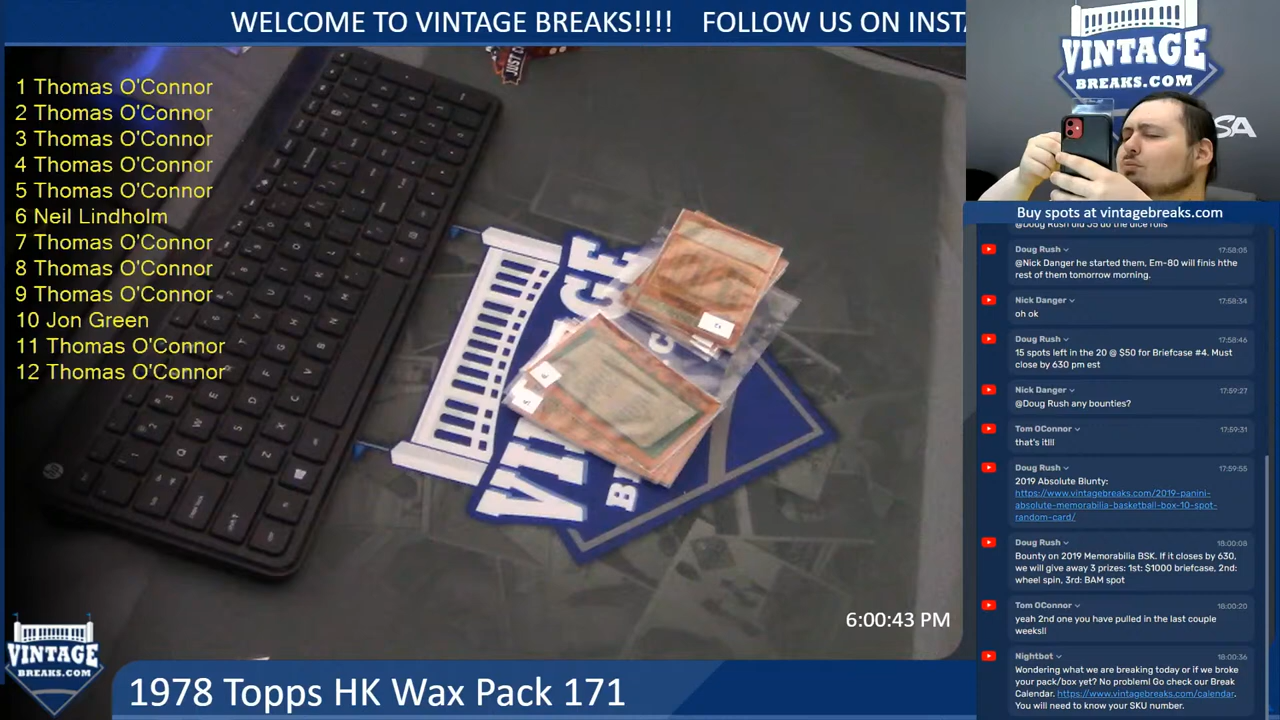 WELCOME TO VINTAGE BREAKS!!!!    FOLLOW US ON INSTA
1 Thomas O'Connor
2 Thomas O'Connor
3 Thomas O'Connor
4 Thomas O'Connor
5 Thomas O'Connor
6 Neil Lindholm
7 Thomas O'Connor
8 Thomas O'Connor
9 Thomas O'Connor
10 Jon Green
11 Thomas O'Connor
12 Thomas O'Connor
JUST
6:00:43 PM
VINTAGE
BREAKS.COM
1978 Topps HK Wax Pack 171
VINTAGE
BREAKS.COM
SA
Buy spots at vintagebreaks.com
@Doug Rush did J5 do the dice rolls
Doug Rush 17:58:05
@Nick Danger he started them, Em-80 will finis hthe
rest of them tomorrow morning.
Nick Danger 17:58:34
oh ok
Doug Rush 17:58:46
15 spots left in the 20 @ $50 for Briefcase #4. Must
close by 630 pm est
Nick Danger 17:59:27
@Doug Rush any bounties?
Tom OConnor 17:59:31
that's it!!!
Doug Rush 17:59:55
2019 Absolute Blunty:
https://www.vintagebreaks.com/2019-panini-
absolute-memorabilia-basketball-box-10-spot-
random-card/
Doug Rush 18:00:08
Bounty on 2019 Memorabilia BSK. If it closes by 630,
we will give away 3 prizes: 1st: $1000 briefcase, 2nd:
wheel spin, 3rd: BAM spot
Tom OConnor 18:00:20
yeah 2nd one you have pulled in the last couple
weeks!!
Nightbot 18:00:36
Wondering what we are breaking today or if we broke
your pack/box yet? No problem! Go check our Break
Calendar. https://www.vintagebreaks.com/calendar.
You will need to know your SKU number.